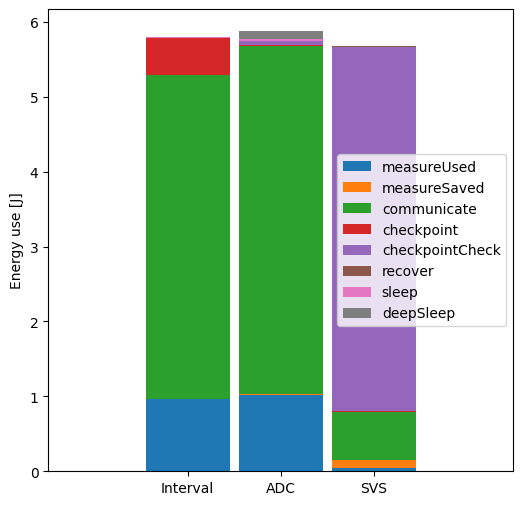 6
5
4
3
2
1
0
Energy use [J]
Interval
ADC
SVS
measureUsed
measureSaved
communicate
checkpoint
checkpointCheck
recover
sleep
deepSleep